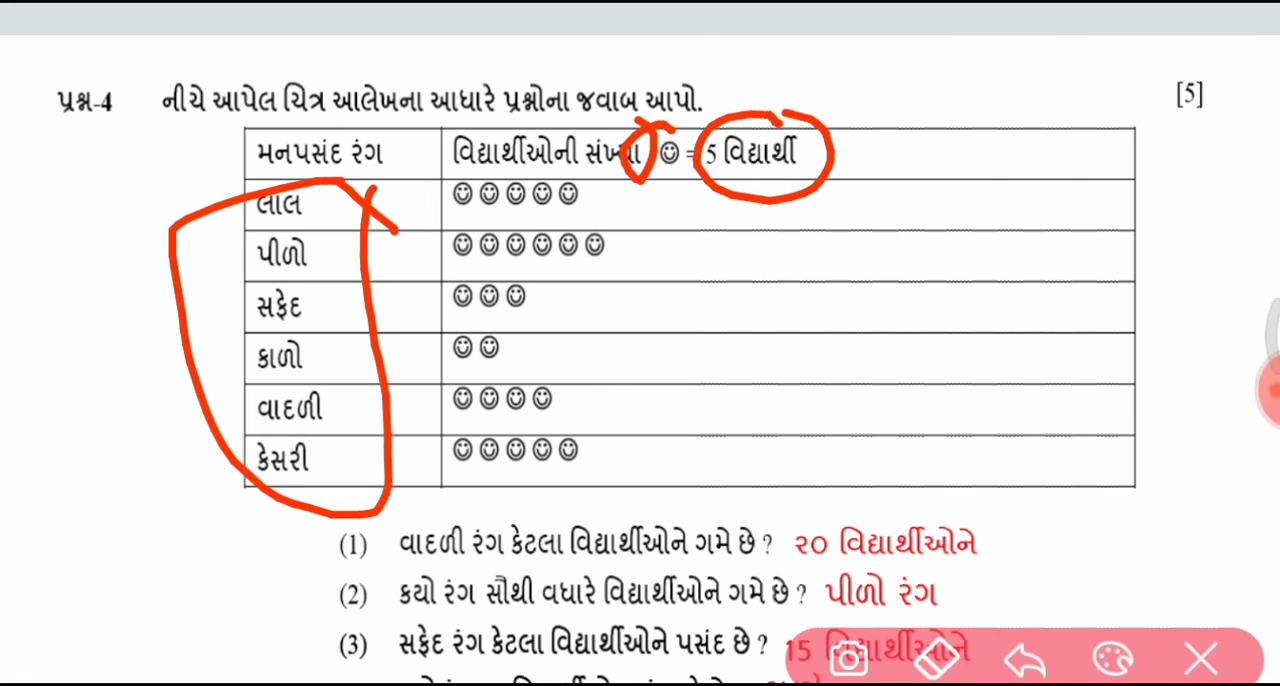 પ્રશ્ન-4 નીચે આપેલ ચિત્ર આલેખના આધારે પ્રશ્નોના જવાબ આપો. [5]
મનપસંદ રંગ વિદ્યાર્થીઓની સંખ્યા ☺ = 5 વિદ્યાર્થી
લાલ ☺☺☺☺☺
પીળો ☺☺☺☺☺☺
સફેદ ☺☺☺
કાળો ☺☺
વાદળી ☺☺☺☺
કેસરી ☺☺☺☺☺
(1) વાદળી રંગ કેટલા વિદ્યાર્થીઓને ગમે છે ? ૨૦ વિદ્યાર્થીઓને
(2) કયો રંગ સૌથી વધારે વિદ્યાર્થીઓને ગમે છે ? પીળો રંગ
(3) સફેદ રંગ કેટલા વિદ્યાર્થીઓને પસંદ છે ? 15 વિદ્યાર્થીઓને